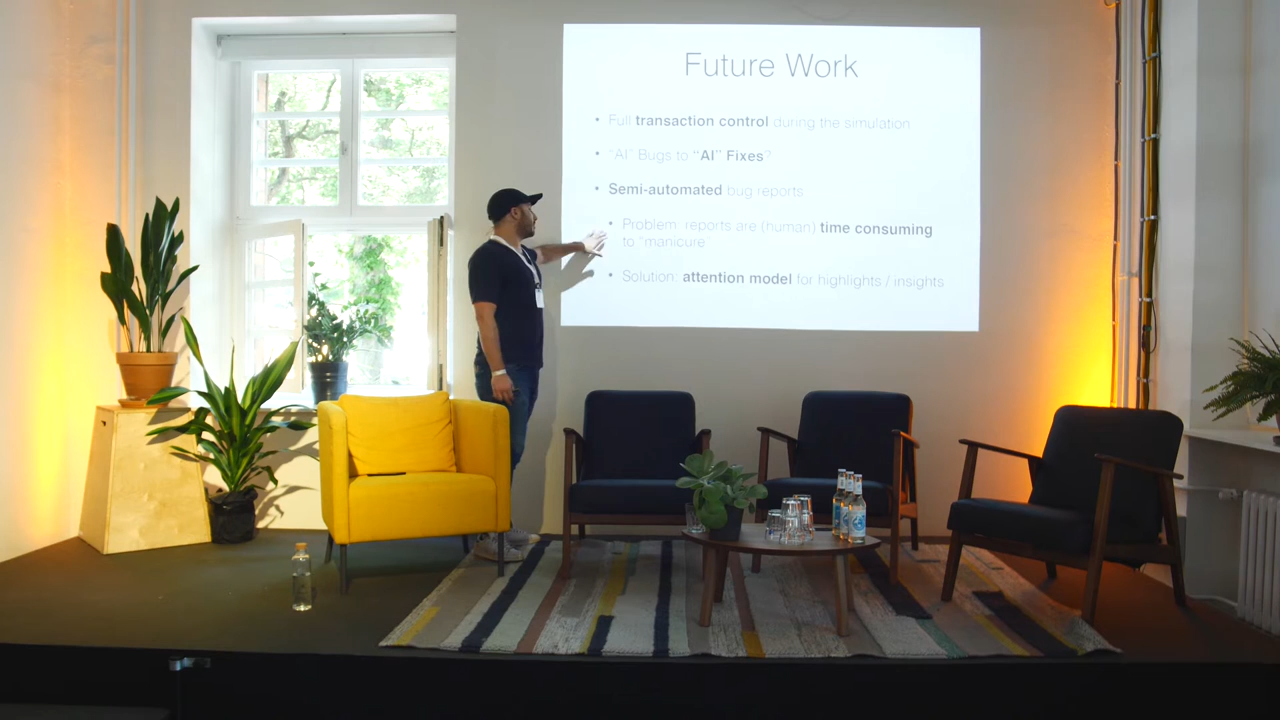 Future Work
• Full transaction control during the simulation
• "AI" Bugs to "AI" Fixes?
• Semi-automated bug reports
• Problem: reports are (human) time consuming
to "manicure"
• Solution: attention model for highlights / insights